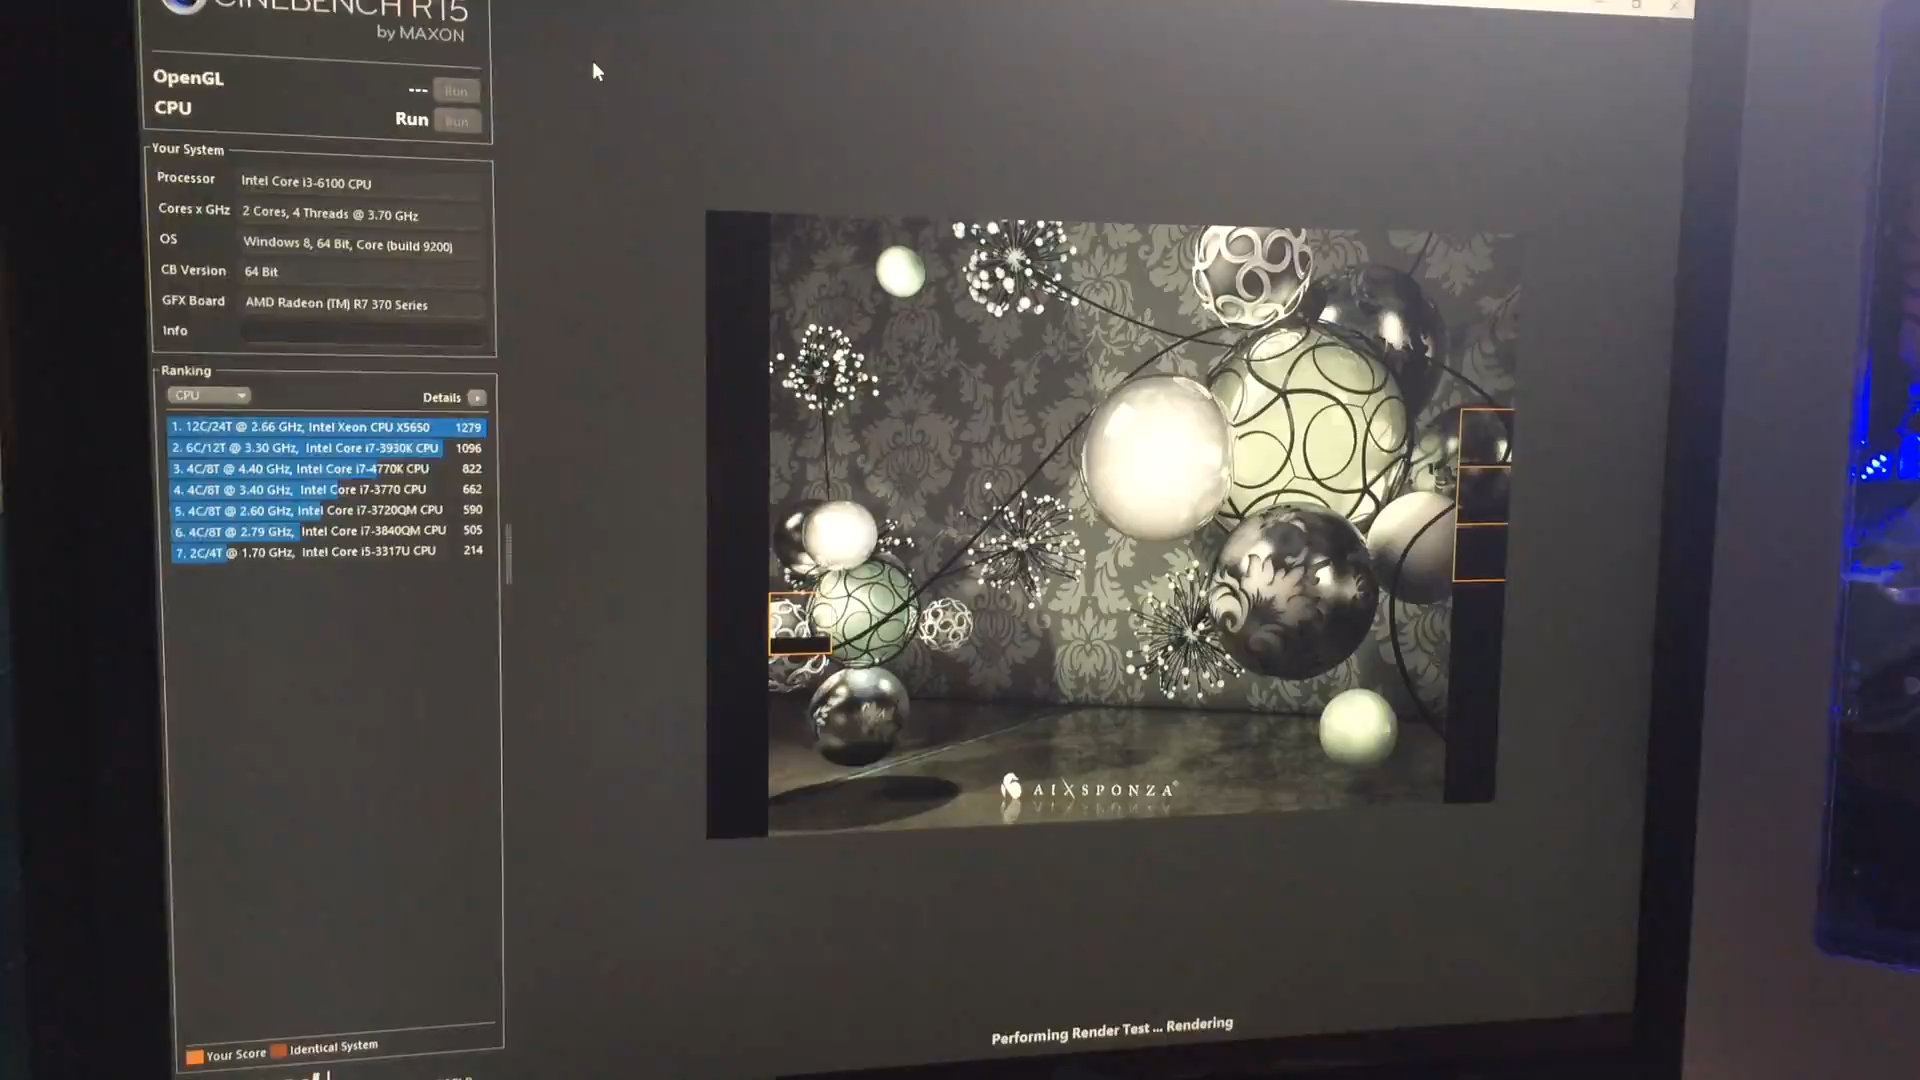 CINEBENCH R15
by MAXON
OpenGL --- Run
CPU Run Run
Your System
Processor Intel Core i3-6100 CPU
Cores x GHz 2 Cores, 4 Threads @ 3.70 GHz
OS Windows 8, 64 Bit, Core (build 9200)
CB Version 64 Bit
GFX Board AMD Radeon (TM) R7 370 Series
Info
Ranking
CPU Details
1. 12C/24T @ 2.66 GHz, Intel Xeon CPU X5650 1279
2. 6C/12T @ 3.30 GHz, Intel Core i7-3930K CPU 1096
3. 4C/8T @ 4.40 GHz, Intel Core i7-4770K CPU 822
4. 4C/8T @ 3.40 GHz, Intel Core i7-3770 CPU 662
5. 4C/8T @ 2.60 GHz, Intel Core i7-3720QM CPU 590
6. 4C/8T @ 2.79 GHz, Intel Core i7-3840QM CPU 505
7. 2C/4T @ 1.70 GHz, Intel Core i5-3317U CPU 214
AIXSPONZA
Performing Render Test ... Rendering
Your Score Identical System